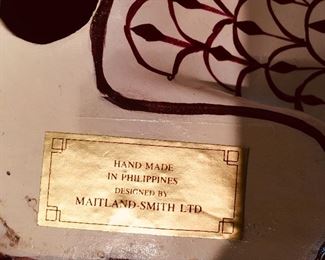 HAND MADE
IN PHILIPPINES
DESIGNED BY
MAITLAND-SMITH LTD.